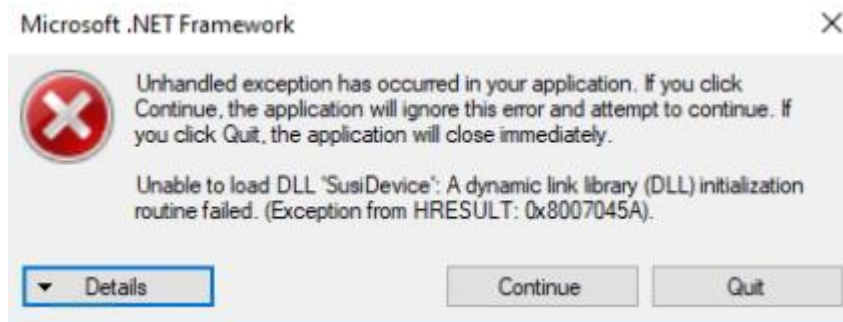 Microsoft .NET Framework
Unhandled exception has occurred in your application. If you click
Continue, the application will ignore this error and attempt to continue. If
you click Quit, the application will close immediately.
Unable to load DLL 'SusiDevice': A dynamic link library (DLL) initialization
routine failed. (Exception from HRESULT: 0x8007045A).
Details
Continue
Quit